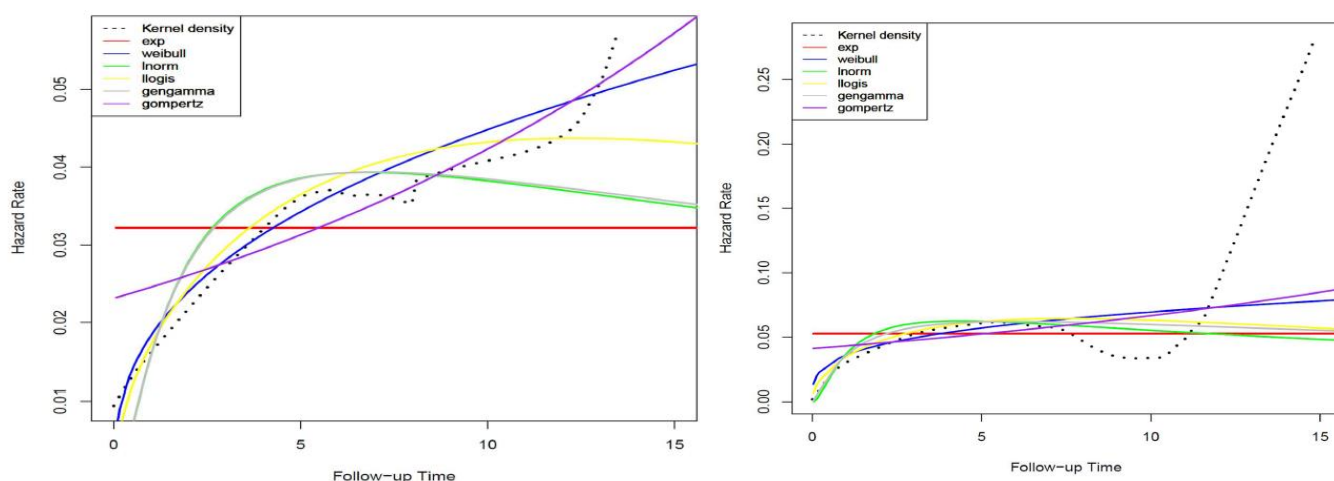 Kernel density
exp
weibull
lnorm
llogis
gengamma
gompertz
Hazard Rate
0.05
0.04
0.03
0.02
0.01
0
5
10
15
Follow-up Time
Kernel density
exp
weibull
lnorm
llogis
gengamma
gompertz
Hazard Rate
0.25
0.20
0.15
0.10
0.05
0.00
0
5
10
15
Follow-up Time